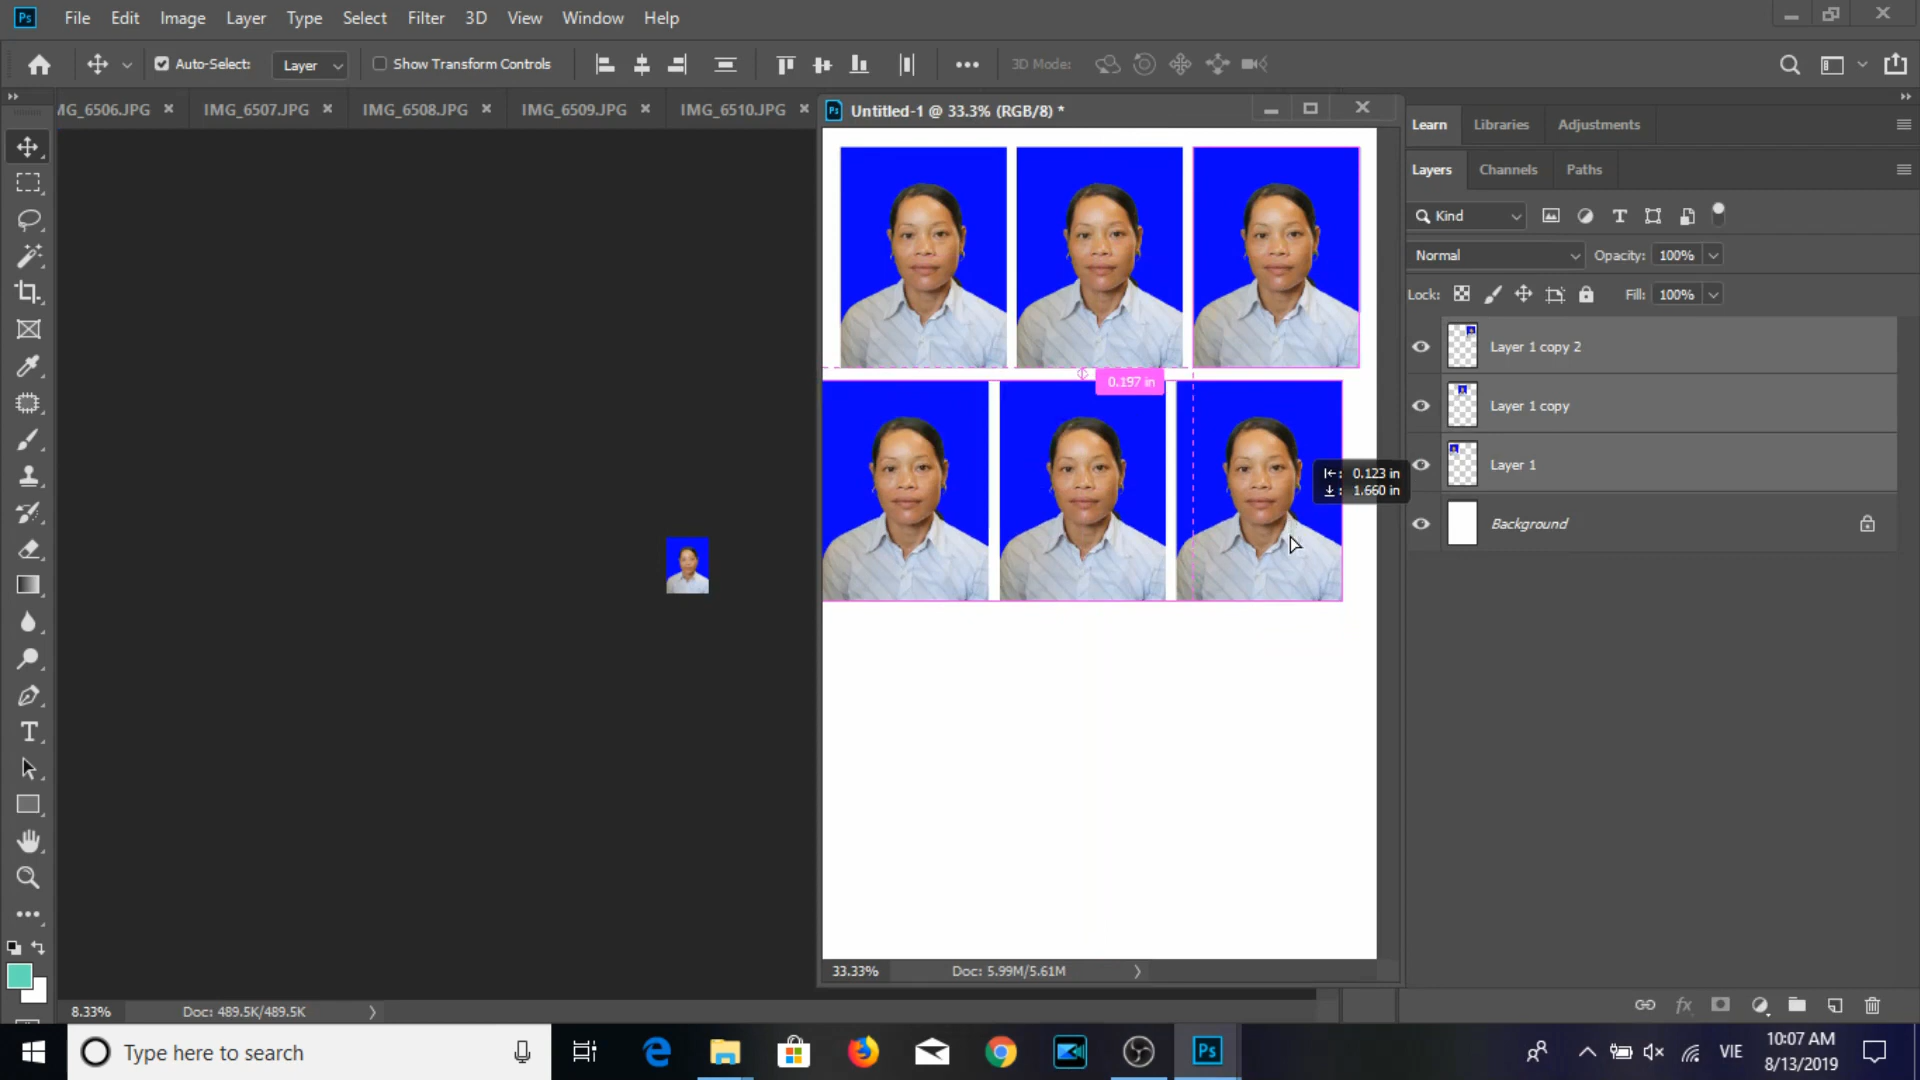 Ps File Edit Image Layer Type Select Filter 3D View Window Help
Auto-Select: Layer Show Transform Controls 3D Mode:
MG_6506.JPG IMG_6507.JPG IMG_6508.JPG IMG_6509.JPG IMG_6510.JPG
Ps Untitled-1 @ 33.3% (RGB/8) *
Learn Libraries Adjustments
Layers Channels Paths
Kind
Normal Opacity: 100%
Lock: Fill: 100%
Layer 1 copy 2
0.197 in
Layer 1 copy
Layer 1
0.123 in
1.660 in
Background
33.33% Doc: 5.99M/5.61M
8.33% Doc: 489.5K/489.5K
fx
Type here to search
Ps
VIE
10:07 AM
8/13/2019